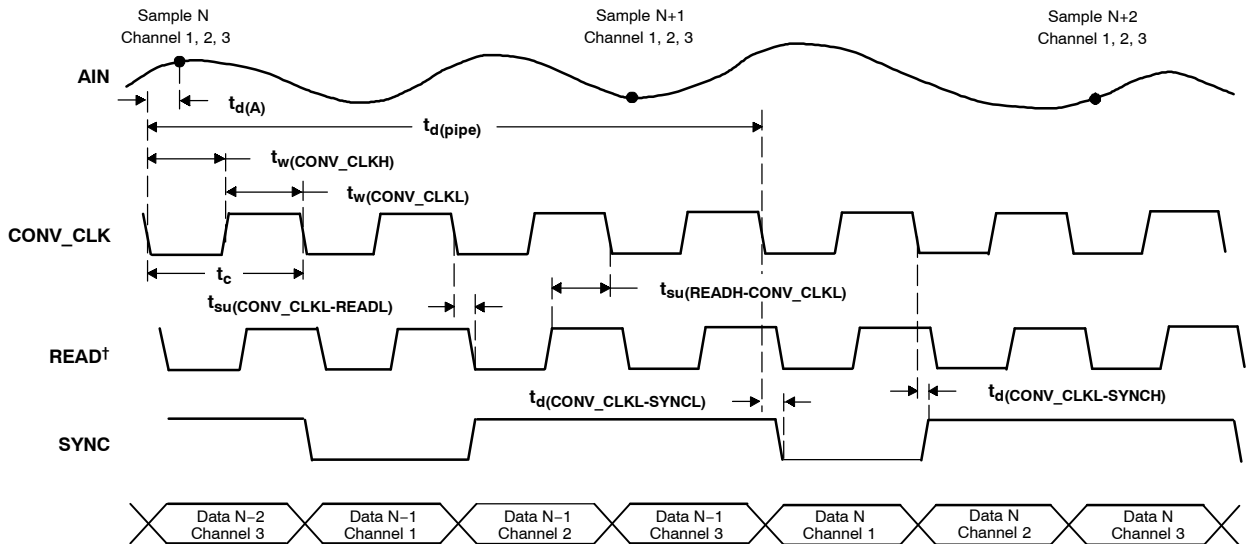 Sample N
Channel 1, 2, 3
Sample N+1
Channel 1, 2, 3
Sample N+2
Channel 1, 2, 3
AIN
td(A)
td(pipe)
tw(CONV_CLKH)
tw(CONV_CLKL)
CONV_CLK
tc
tsu(CONV_CLKL-READL)
tsu(READH-CONV_CLKL)
READ†
td(CONV_CLKL-SYNCL)
td(CONV_CLKL-SYNCH)
SYNC
Data N−2
Channel 3
Data N−1
Channel 1
Data N−1
Channel 2
Data N−1
Channel 3
Data N
Channel 1
Data N
Channel 2
Data N
Channel 3